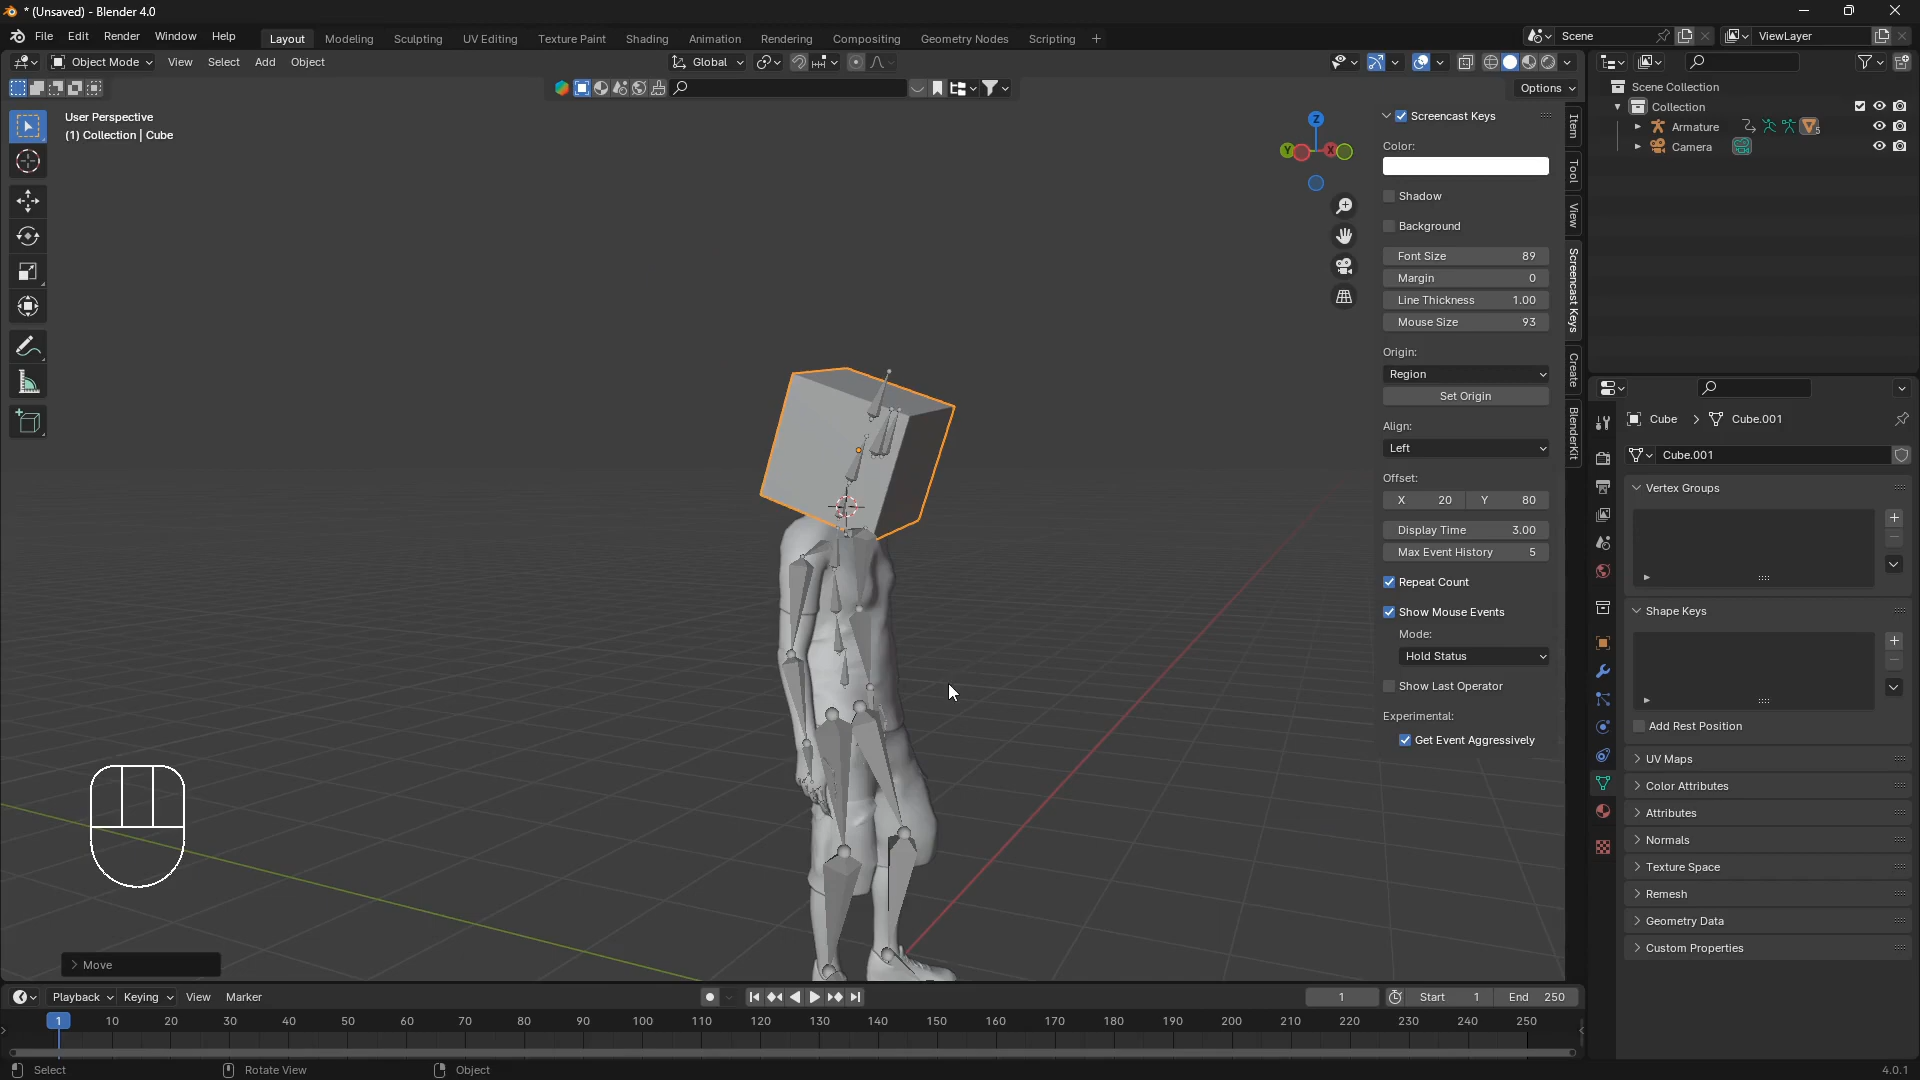 * (Unsaved) - Blender 4.0
File Edit Render Window Help
Layout Modeling Sculpting UV Editing Texture Paint Shading Animation Rendering Compositing Geometry Nodes Scripting +
Scene
ViewLayer
Object Mode View Select Add Object
Global
Options
User Perspective
(1) Collection | Cube
Z
Y
X
Screencast Keys
Color:
Shadow
Background
Font Size 89
Margin 0
Line Thickness 1.00
Mouse Size 93
Origin:
Region
Set Origin
Align:
Left
Offset:
X 20 Y 80
Display Time 3.00
Max Event History 5
Repeat Count
Show Mouse Events
Mode:
Hold Status
Show Last Operator
Experimental:
Get Event Aggressively
Item
Tool
View
Screencast Keys
Create
BlenderKit
Scene Collection
Collection
Armature 5
Camera
Cube > Cube.001
Cube.001
Vertex Groups
Shape Keys
Add Rest Position
UV Maps
Color Attributes
Attributes
Normals
Texture Space
Remesh
Geometry Data
Custom Properties
> Move
Playback Keying View Marker
1
Start 1 End 250
1 10 20 30 40 50 60 70 80 90 100 110 120 130 140 150 160 170 180 190 200 210 220 230 240 250
Select Rotate View Object
4.0.1